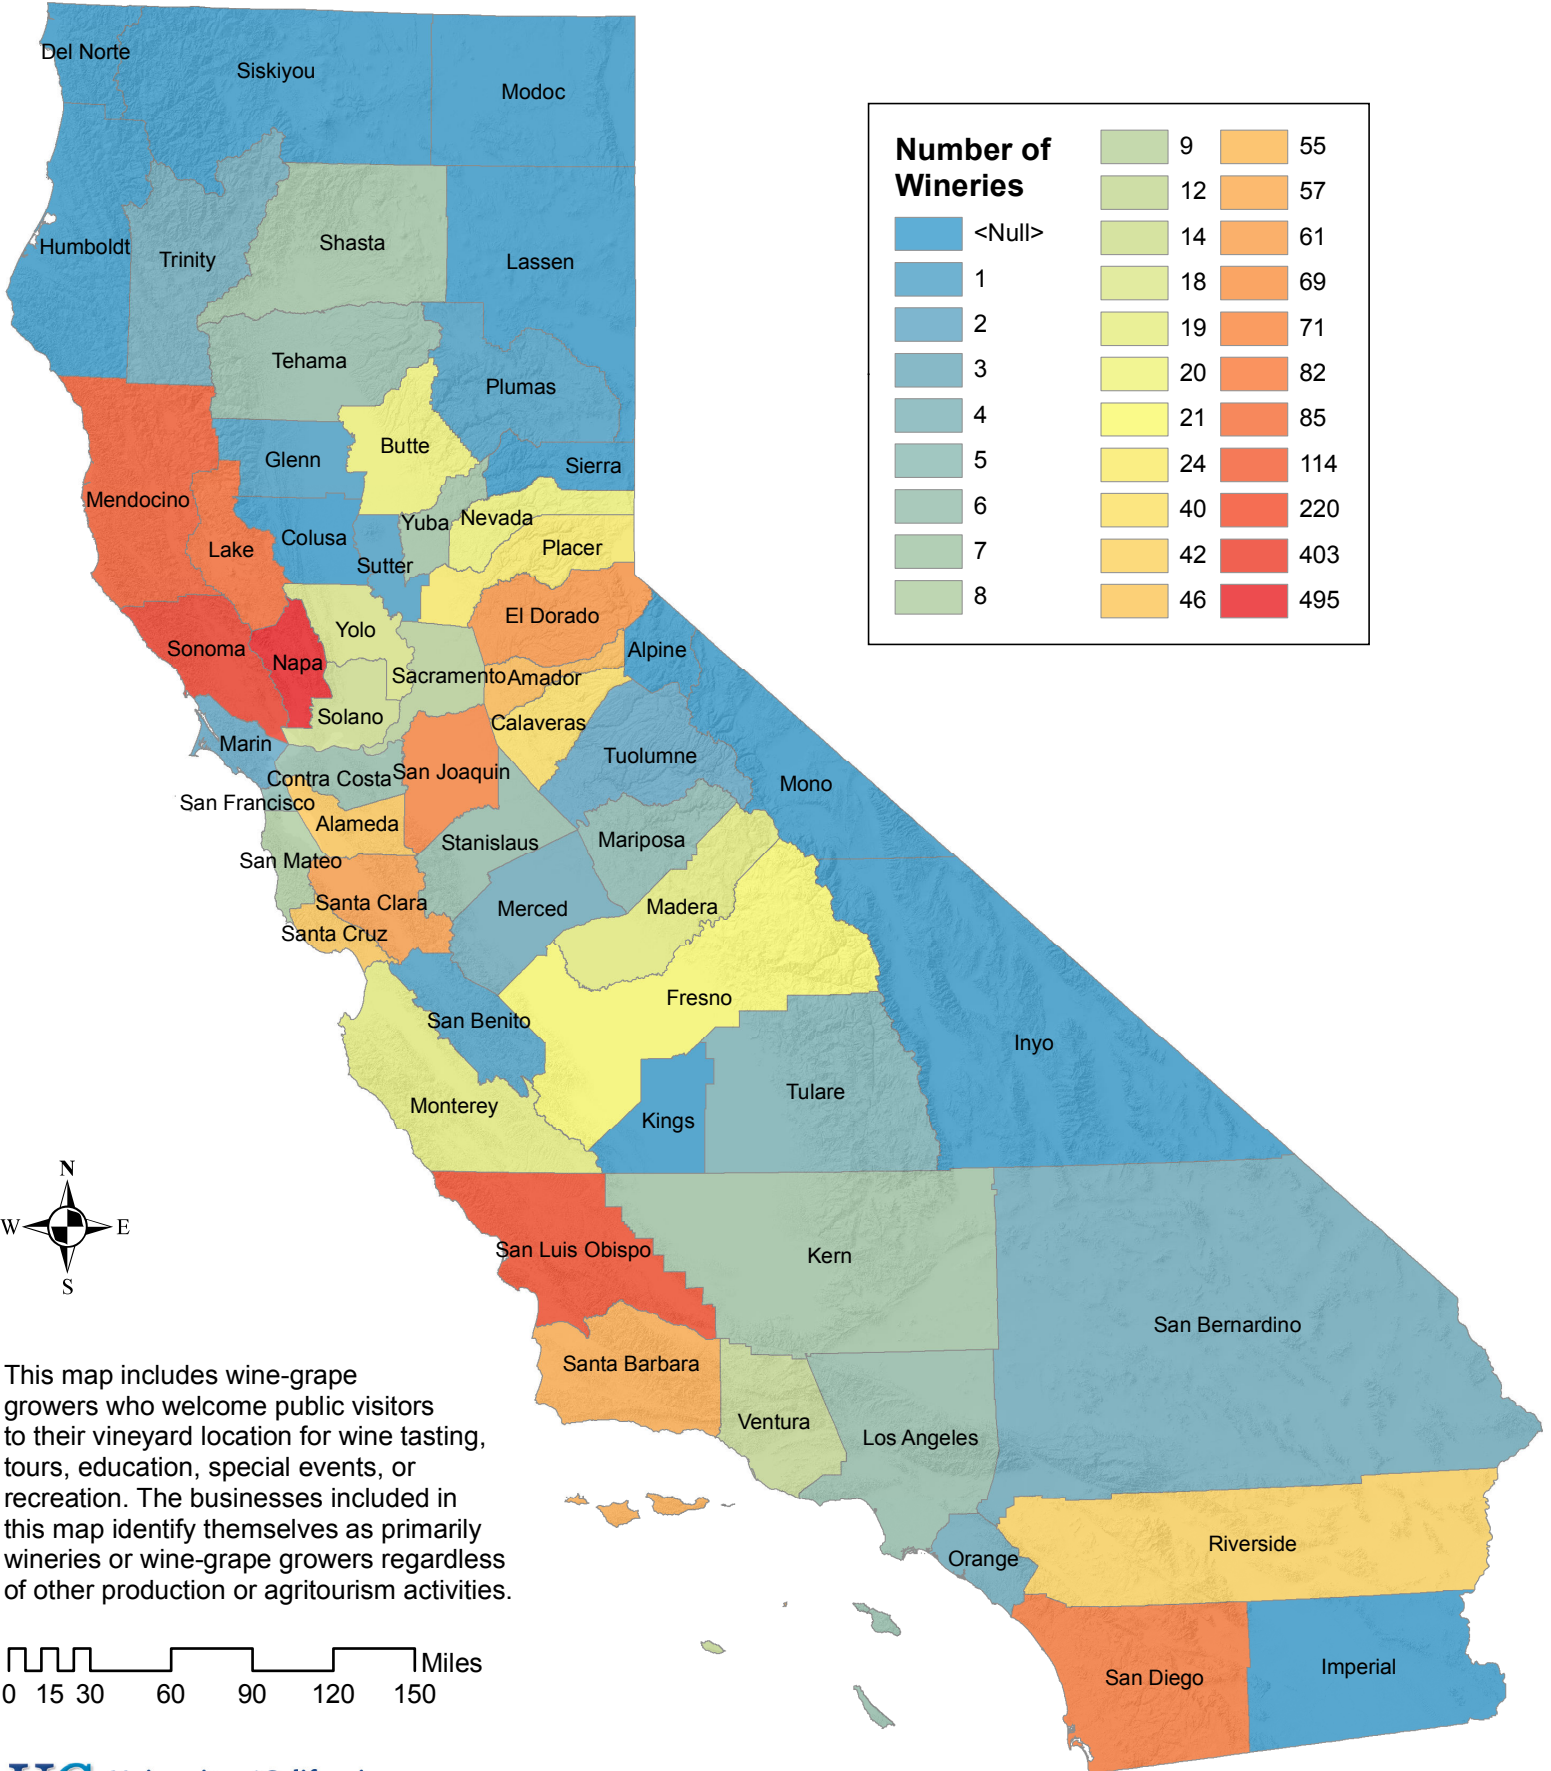 Del Norte
Siskiyou
Modoc
Humboldt
Trinity
Shasta
Lassen
Tehama
Plumas
Butte
Glenn
Sierra
Mendocino
Colusa
Yuba
Nevada
Lake
Sutter
Placer
Yolo
El Dorado
Sonoma
Napa
Alpine
Sacramento
Amador
Solano
Calaveras
Marin
Tuolumne
Contra Costa
San Joaquin
Mono
San Francisco
Alameda
Stanislaus
Mariposa
San Mateo
Santa Clara
Merced
Madera
Santa Cruz
Fresno
San Benito
Inyo
Monterey
Kings
Tulare
San Luis Obispo
Kern
San Bernardino
Santa Barbara
Ventura
Los Angeles
Orange
Riverside
San Diego
Imperial
Number of
Wineries
<Null>
1
2
3
4
5
6
7
8
9
12
14
18
19
20
21
24
40
42
46
55
57
61
69
71
82
85
114
220
403
495
N
W E
S
This map includes wine-grape
growers who welcome public visitors
to their vineyard location for wine tasting,
tours, education, special events, or
recreation. The businesses included in
this map identify themselves as primarily
wineries or wine-grape growers regardless
of other production or agritourism activities.
Miles
0 15 30 60 90 120 150